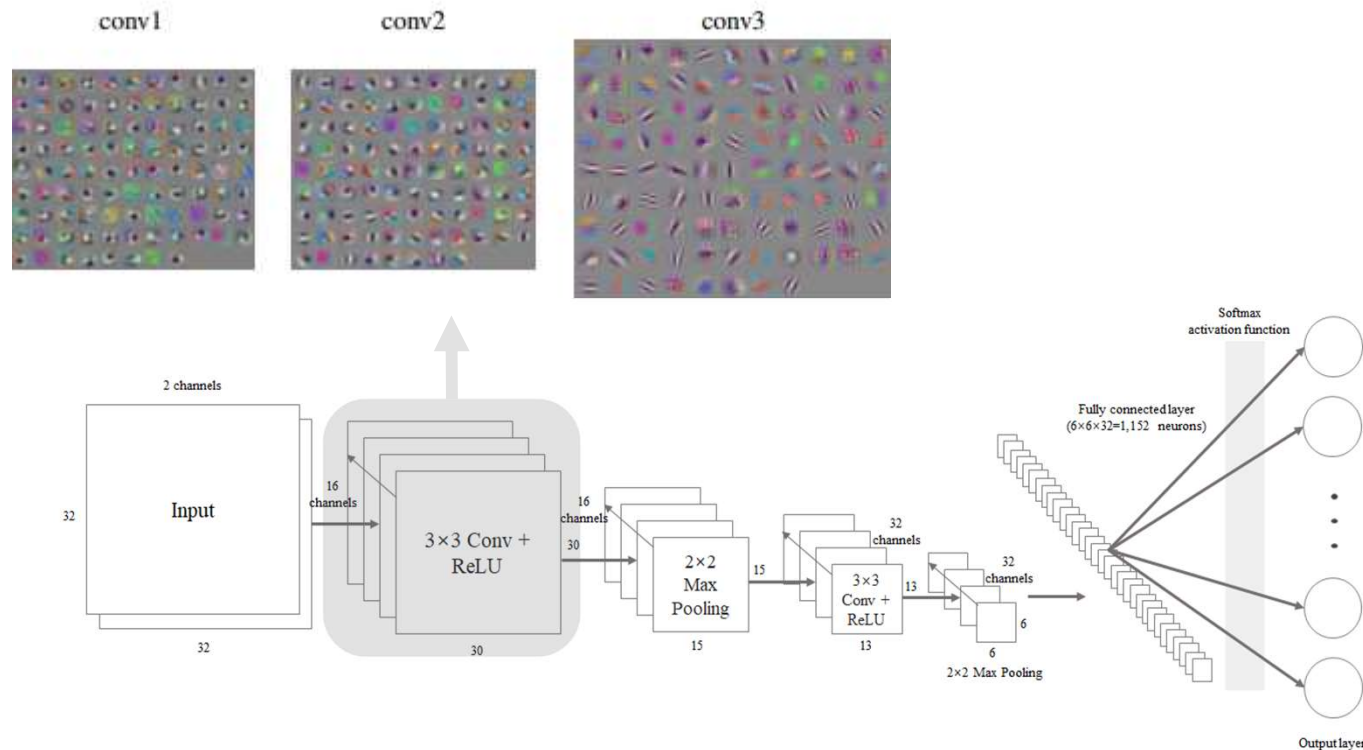 conv1
conv2
conv3
Softmax
activation function
2 channels
Fully connected layer
(6×6×32=1,152 neurons)
32
Input
32
16
channels
3×3 Conv +
ReLU
30
30
16
channels
2×2
Max
Pooling
15
15
32
channels
3×3
Conv +
ReLU
13
13
32
channels
6
6
2×2 Max Pooling
Output layer